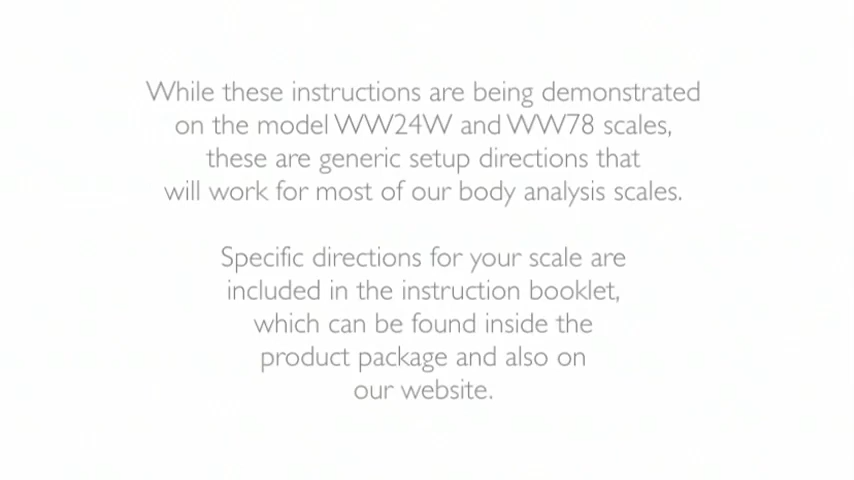 While these instructions are being demonstrated
on the model WW24W and WW78 scales,
these are generic setup directions that
will work for most of our body analysis scales.
Specific directions for your scale are
included in the instruction booklet,
which can be found inside the
product package and also on
our website.